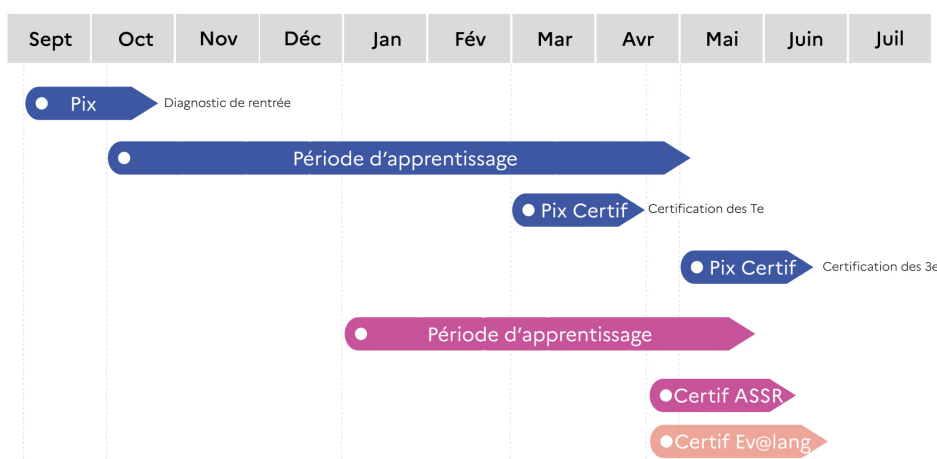 Sept Oct Nov Déc Jan Fév Mar Avr Mai Juin Juil
Pix Diagnostic de rentrée
Période d'apprentissage
Pix Certif Certification des Te
Pix Certif Certification des 3e
Période d'apprentissage
Certif ASSR
Certif Ev@lang